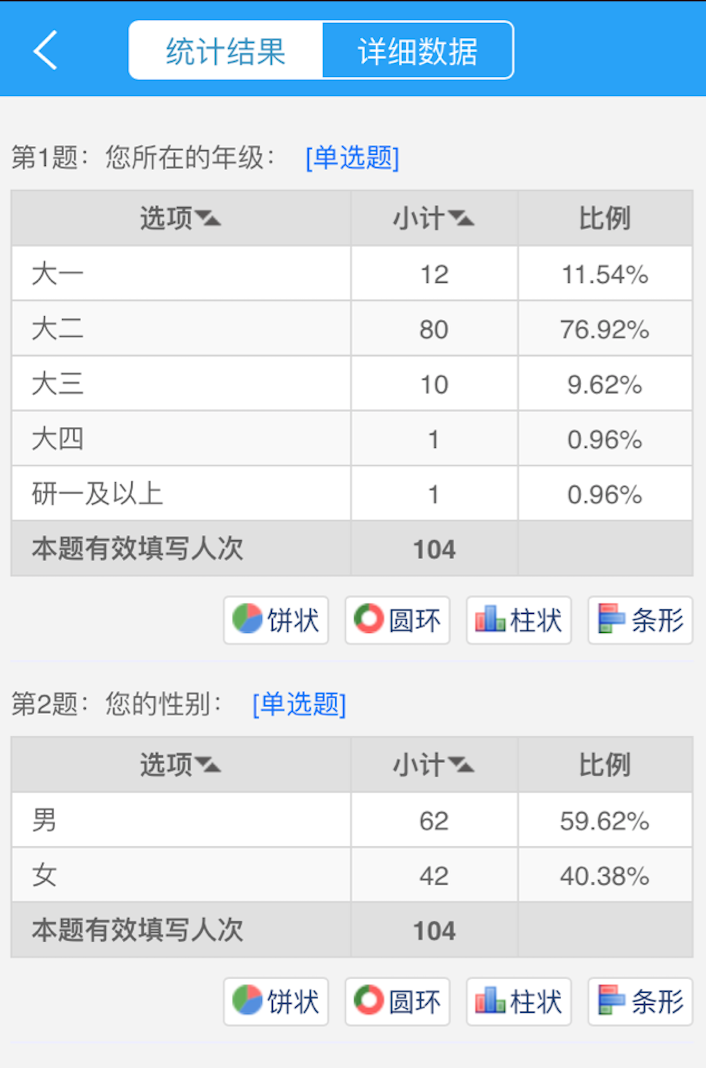 统计结果 详细数据
第1题：您所在的年级： [单选题]
选项 小计 比例
大一 12 11.54%
大二 80 76.92%
大三 10 9.62%
大四 1 0.96%
研一及以上 1 0.96%
本题有效填写人次 104
饼状 圆环 柱状 条形
第2题：您的性别： [单选题]
选项 小计 比例
男 62 59.62%
女 42 40.38%
本题有效填写人次 104
饼状 圆环 柱状 条形